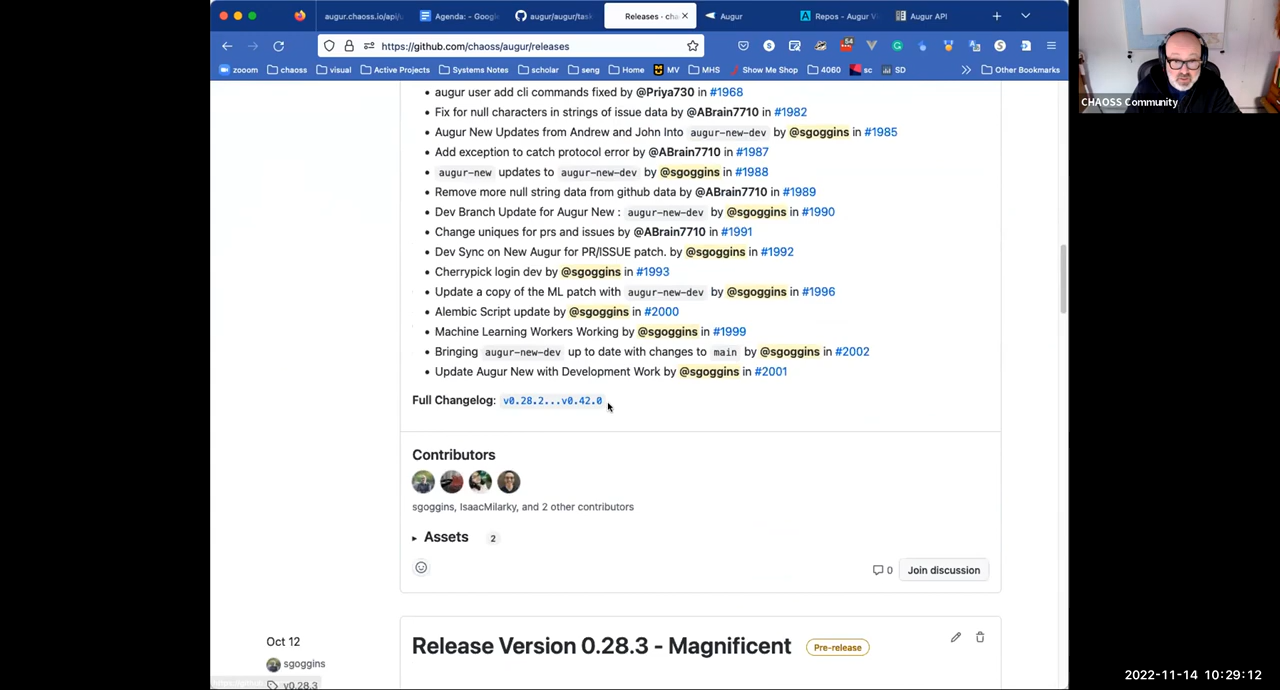 augur.chaoss.io/api/u
Agenda: - Google
augur/augur/task
Releases · cha
Augur
Repos - Augur V
Augur API
https://github.com/chaoss/augur/releases
54
zooom
chaoss
visual
Active Projects
Systems Notes
scholar
seng
Home
MV
MHS
Show Me Shop
4060
sc
SD
Other Bookmarks
CHAOSS Community
augur user add cli commands fixed by @Priya730 in #1968
Fix for null characters in strings of issue data by @ABrain7710 in #1982
Augur New Updates from Andrew and John Into augur-new-dev by @sgoggins in #1985
Add exception to catch protocol error by @ABrain7710 in #1987
augur-new updates to augur-new-dev by @sgoggins in #1988
Remove more null string data from github data by @ABrain7710 in #1989
Dev Branch Update for Augur New : augur-new-dev by @sgoggins in #1990
Change uniques for prs and issues by @ABrain7710 in #1991
Dev Sync on New Augur for PR/ISSUE patch. by @sgoggins in #1992
Cherrypick login dev by @sgoggins in #1993
Update a copy of the ML patch with augur-new-dev by @sgoggins in #1996
Alembic Script update by @sgoggins in #2000
Machine Learning Workers Working by @sgoggins in #1999
Bringing augur-new-dev up to date with changes to main by @sgoggins in #2002
Update Augur New with Development Work by @sgoggins in #2001
Full Changelog: v0.28.2...v0.42.0
Contributors
sgoggins, IsaacMilarky, and 2 other contributors
Assets 2
0 Join discussion
Oct 12
sgoggins
v0.28.3
Release Version 0.28.3 - Magnificent Pre-release
2022-11-14 10:29:12